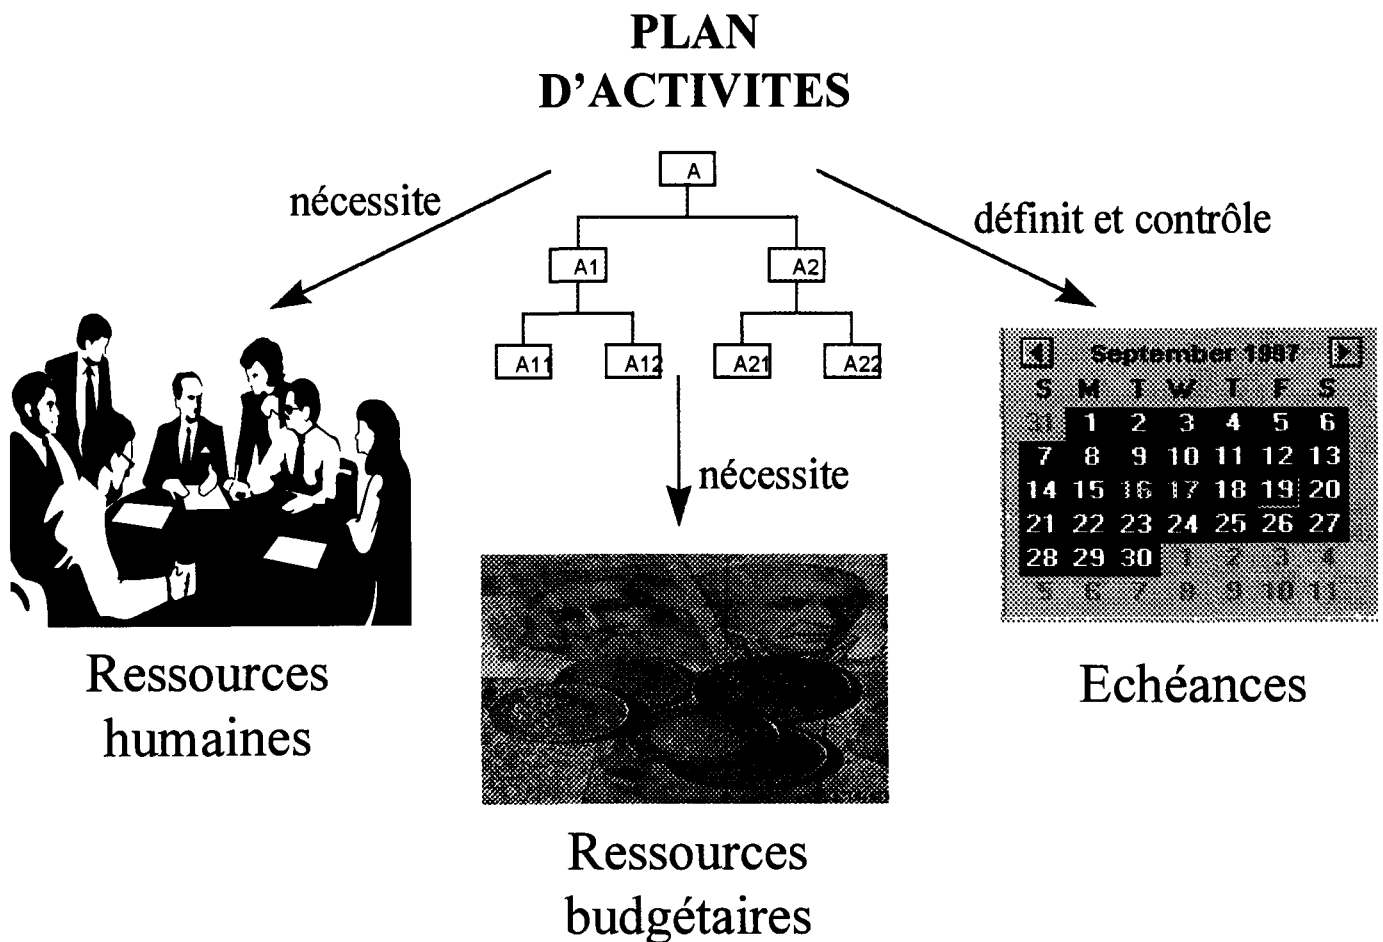 PLAN
D'ACTIVITES
A
nécessite
définit et contrôle
A1
A2
A11
A12
A21
A22
September 1997
S M T W T F S
31 1 2 3 4 5 6
7 8 9 10 11 12 13
14 15 16 17 18 19 20
21 22 23 24 25 26 27
28 29 30 1 2 3 4
5 6 7 8 9 10 11
nécessite
Ressources
humaines
Echéances
Ressources
budgétaires